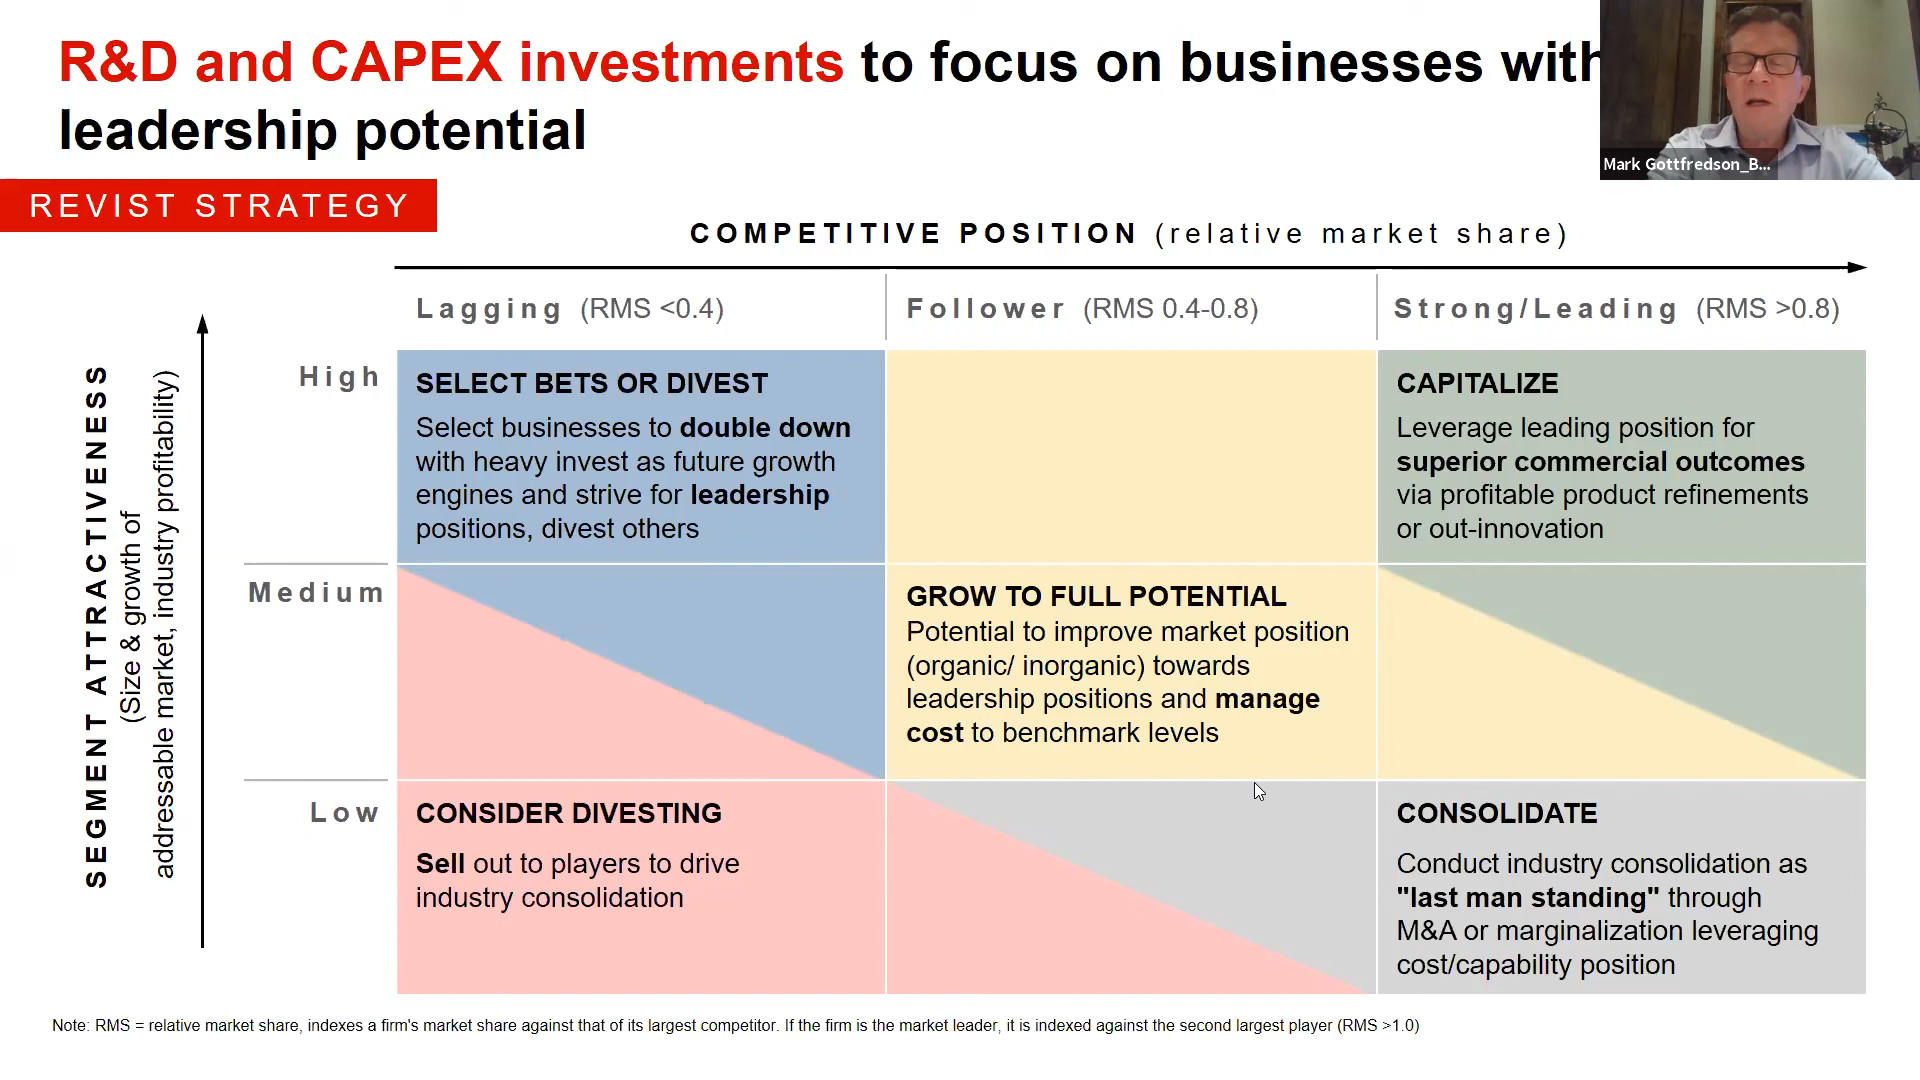 R&D and CAPEX investments to focus on businesses with
leadership potential
Mark Gottfredson_B...
REVIST STRATEGY
COMPETITIVE POSITION (relative market share)
Lagging (RMS <0.4)
Follower (RMS 0.4-0.8)
Strong/Leading (RMS >0.8)
SEGMENT ATTRACTIVENESS
(Size & growth of
addressable market, industry profitability)
High
SELECT BETS OR DIVEST
Select businesses to double down
with heavy invest as future growth
engines and strive for leadership
positions, divest others
CAPITALIZE
Leverage leading position for
superior commercial outcomes
via profitable product refinements
or out-innovation
Medium
GROW TO FULL POTENTIAL
Potential to improve market position
(organic/ inorganic) towards
leadership positions and manage
cost to benchmark levels
Low
CONSIDER DIVESTING
Sell out to players to drive
industry consolidation
CONSOLIDATE
Conduct industry consolidation as
"last man standing" through
M&A or marginalization leveraging
cost/capability position
Note: RMS = relative market share, indexes a firm's market share against that of its largest competitor. If the firm is the market leader, it is indexed against the second largest player (RMS >1.0)